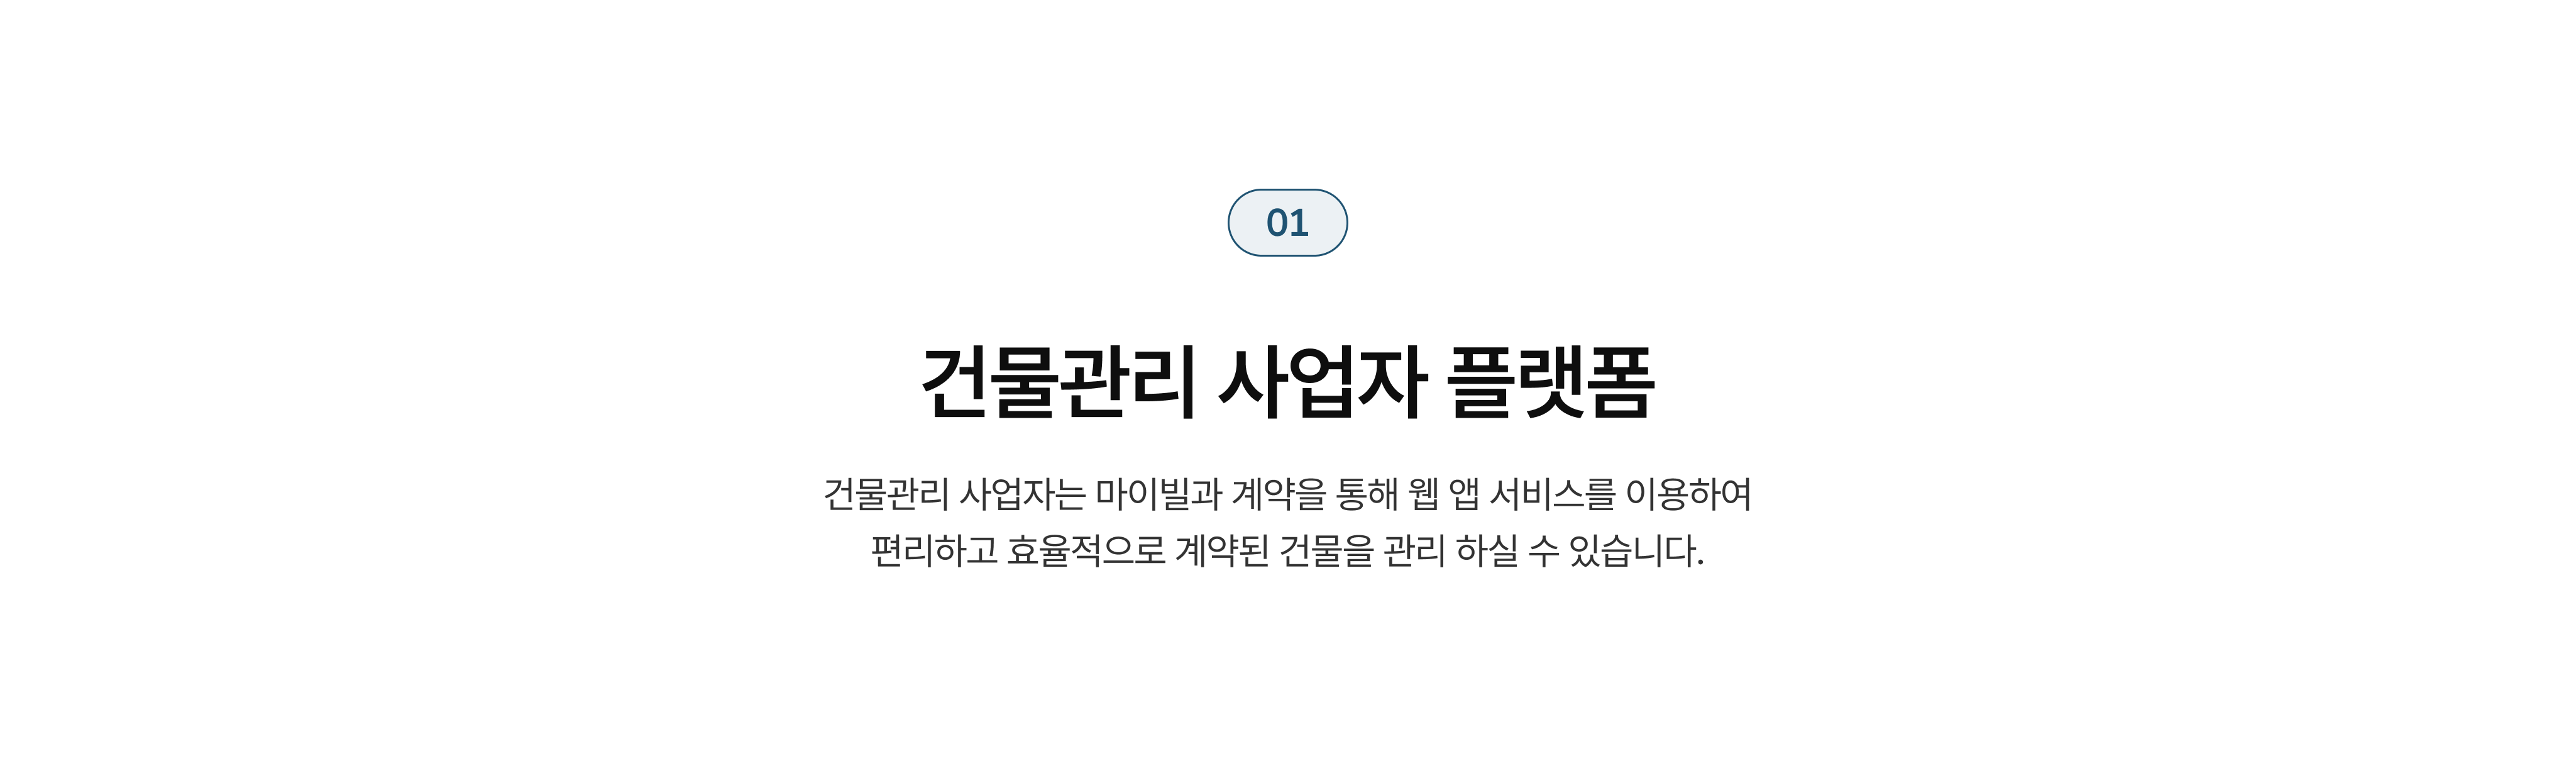 01
건물관리 사업자 플랫폼
건물관리 사업자는 마이빌과 계약을 통해 웹 앱 서비스를 이용하여
편리하고 효율적으로 계약된 건물을 관리 하실 수 있습니다.